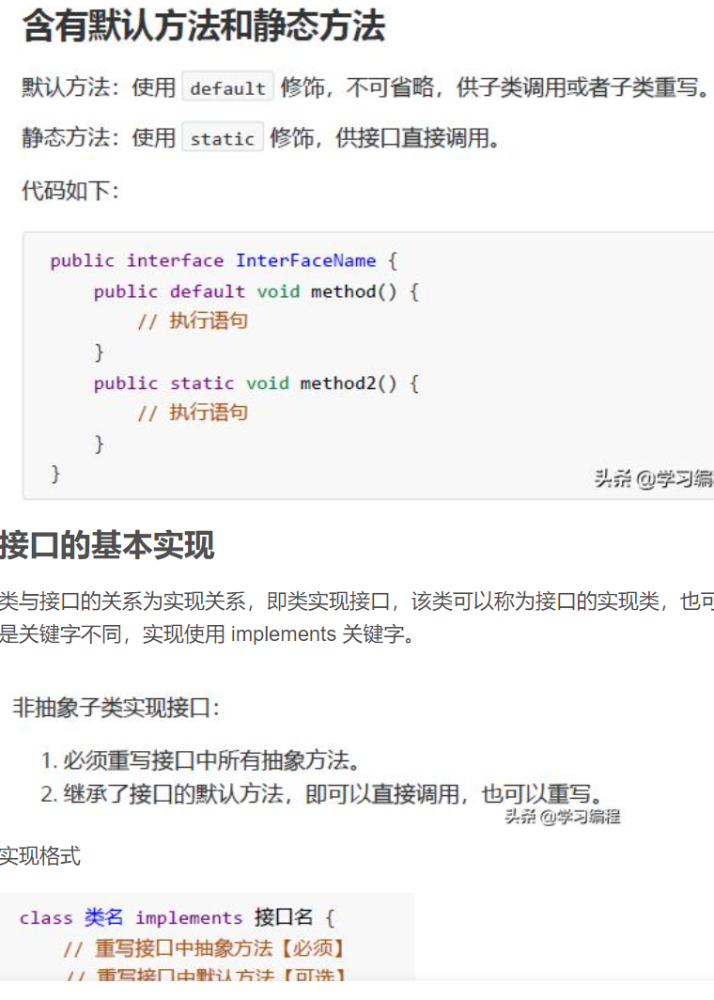 含有默认方法和静态方法
默认方法：使用 default 修饰，不可省略，供子类调用或者子类重写。
静态方法：使用 static 修饰，供接口直接调用。
代码如下：
public interface InterFaceName {
public default void method() {
// 执行语句
}
public static void method2() {
// 执行语句
}
}
头条 @学习编
接口的基本实现
类与接口的关系为实现关系，即类实现接口，该类可以称为接口的实现类，也可
是关键字不同，实现使用 implements 关键字。
非抽象子类实现接口：
1. 必须重写接口中所有抽象方法。
2. 继承了接口的默认方法，即可以直接调用，也可以重写。
头条 @学习编程
实现格式
class 类名 implements 接口名 {
// 重写接口中抽象方法【必须】
// 重写接口中默认方法【可选】